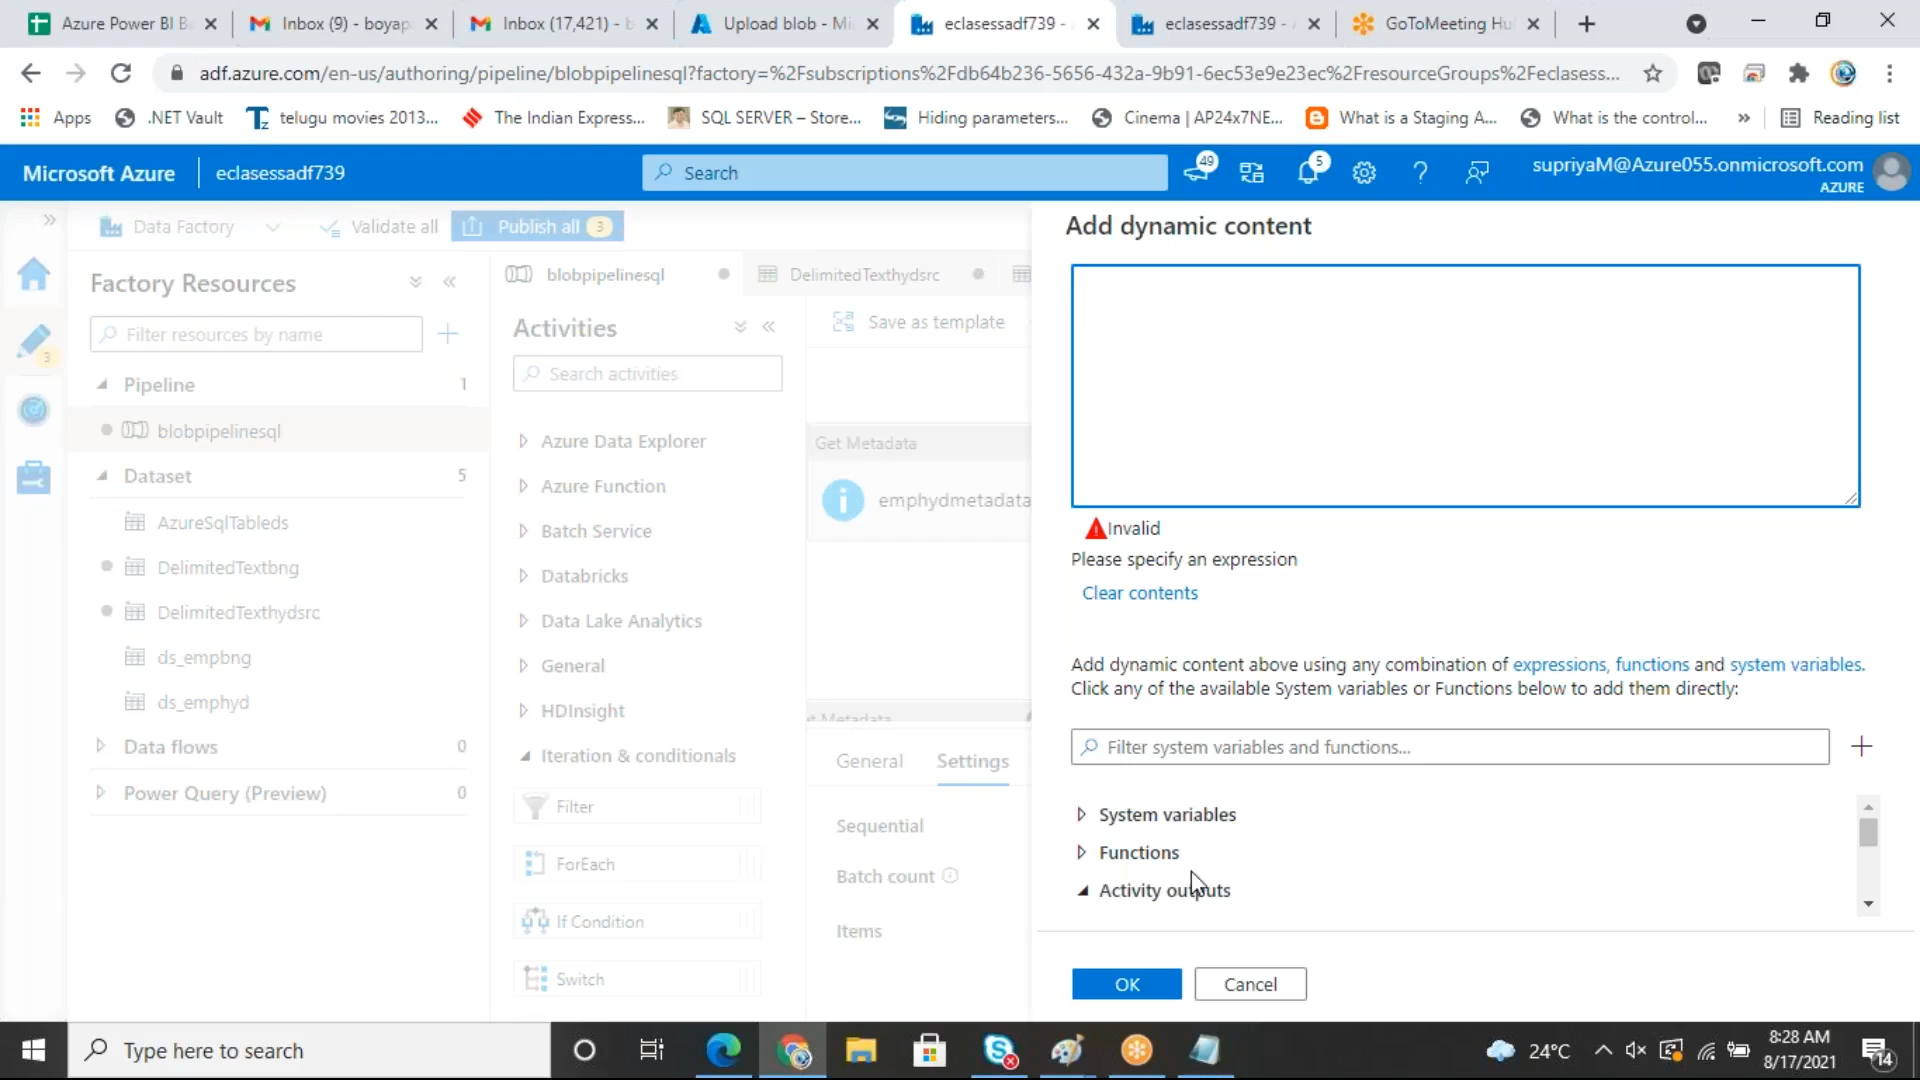 Azure Power BI B
Inbox (9) - boyap
Inbox (17,421) - b
Upload blob - Mi
eclasessadf739 -
eclasessadf739 - 
GoToMeeting Hu
adf.azure.com/en-us/authoring/pipeline/blobpipelinesql?factory=%2Fsubscriptions%2Fdb64b236-5656-432a-9b91-6ec53e9e23ec%2FresourceGroups%2Feclasess...
Apps
.NET Vault
telugu movies 2013...
The Indian Express...
SQL SERVER – Store...
Hiding parameters...
Cinema | AP24x7NE...
What is a Staging A...
What is the control...
»
Reading list
Microsoft Azure
eclasessadf739
Search
49
5
supriyaM@Azure055.onmicrosoft.com
AZURE
Data Factory
Validate all
Publish all 3
Add dynamic content
Factory Resources
blobpipelinesql
DelimitedTexthydsrc
Filter resources by name
Activities
Save as template
3
Search activities
Pipeline 1
blobpipelinesql
Azure Data Explorer
Get Metadata
Dataset 5
Azure Function
emphydmetadata
AzureSqlTableds
Batch Service
Invalid
DelimitedTextbng
Databricks
Please specify an expression
Clear contents
DelimitedTexthydsrc
Data Lake Analytics
ds_empbng
General
Add dynamic content above using any combination of expressions, functions and system variables.
Click any of the available System variables or Functions below to add them directly:
ds_emphyd
HDInsight
t Metadata
Data flows 0
Iteration & conditionals
General
Settings
Filter system variables and functions...
Power Query (Preview) 0
Filter
Sequential
System variables
ForEach
Batch count
Functions
Activity outputs
If Condition
Items
Switch
OK
Cancel
Type here to search
24°C
8:28 AM
8/17/2021
14